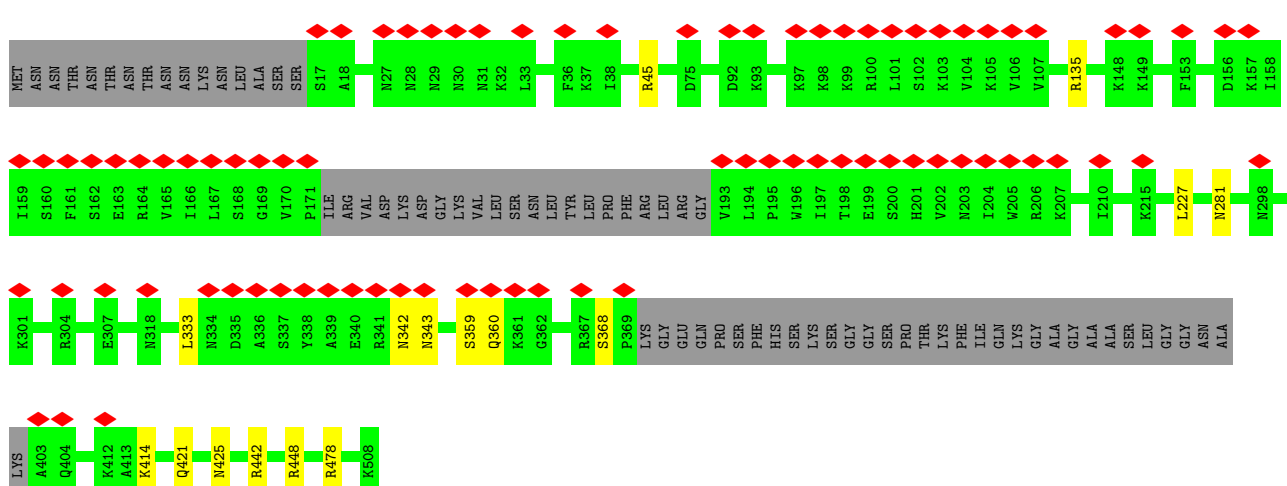 MET ASN ASN THR ASN THR ASN THR ASN ASN LYS ASN LEU ALA SER SER S17 A18 N27 N28 N29 N30 N31 K32 L33 F36 K37 I38 R45 D75 D92 K93 K97 K98 K99 R100 L101 S102 K103 V104 K105 V106 V107 R135 K148 K149 F153 D156 K157 I158
I159 S160 F161 S162 E163 R164 V165 I166 L167 S168 G169 V170 P171 ILE ARG VAL ASP LYS ASP GLY LYS VAL LEU SER ASN LEU TYR LEU PRO PHE ARG LEU ARG GLY V193 L194 P195 W196 I197 T198 E199 S200 H201 V202 N203 I204 W205 R206 K207 I210 K215 L227 N281 N298
K301 R304 E307 N318 L333 N334 D335 A336 S337 Y338 A339 E340 R341 N342 N343 S359 Q360 K361 G362 R367 S368 P369 LYS GLY GLU GLN PRO SER PHE HIS SER LYS SER GLY GLY SER PRO THR LYS PHE ILE GLN LYS GLY ALA GLY ALA ALA SER LEU GLY GLY ASN ALA
LYS A403 Q404 K412 A413 K414 Q421 N425 R442 R448 R478 K508